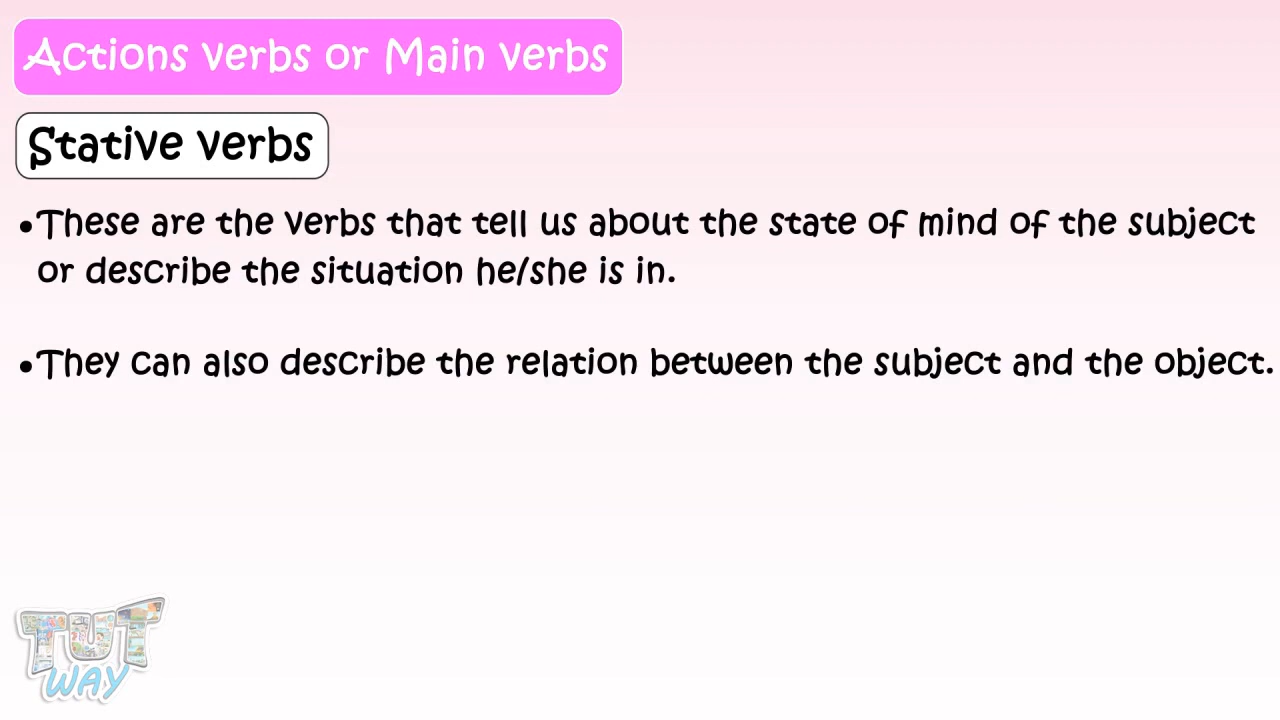 Actions verbs or Main verbs
Stative verbs
•These are the verbs that tell us about the state of mind of the subject
or describe the situation he/she is in.
•They can also describe the relation between the subject and the object.
TUT
WAY